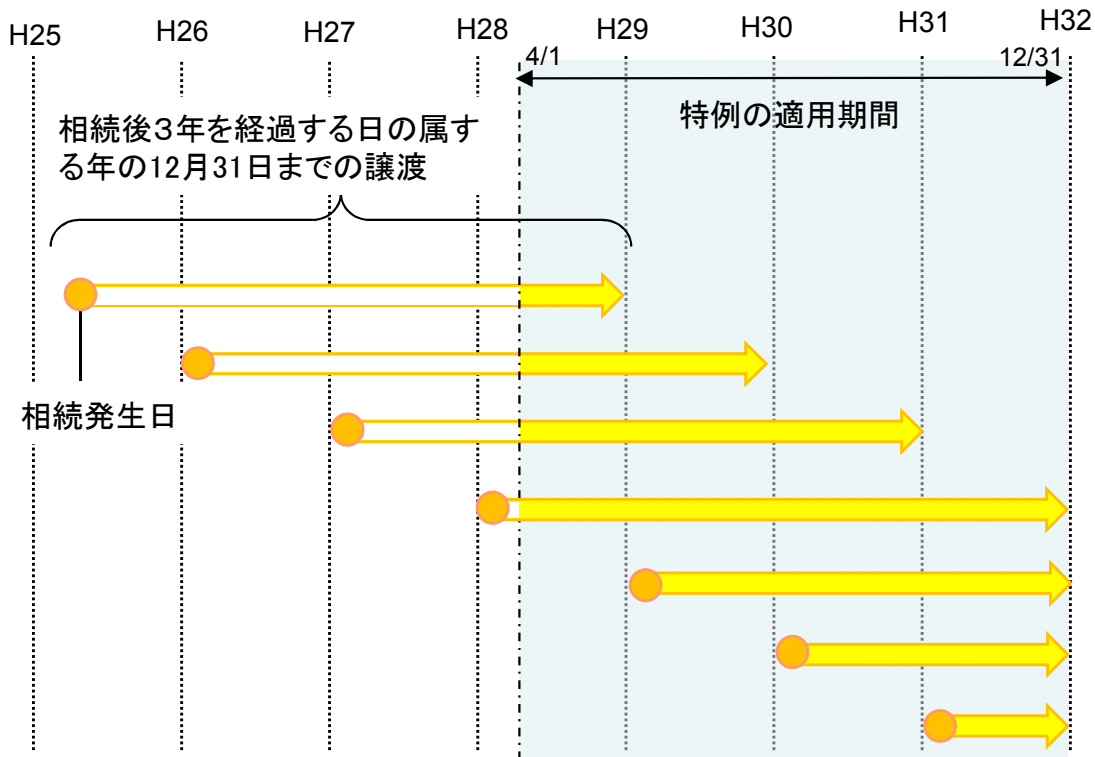 H25
H26
H27
H28
H29
H30
H31
H32
4/1
12/31
特例の適用期間
相続後３年を経過する日の属す
る年の12月31日までの譲渡
相続発生日